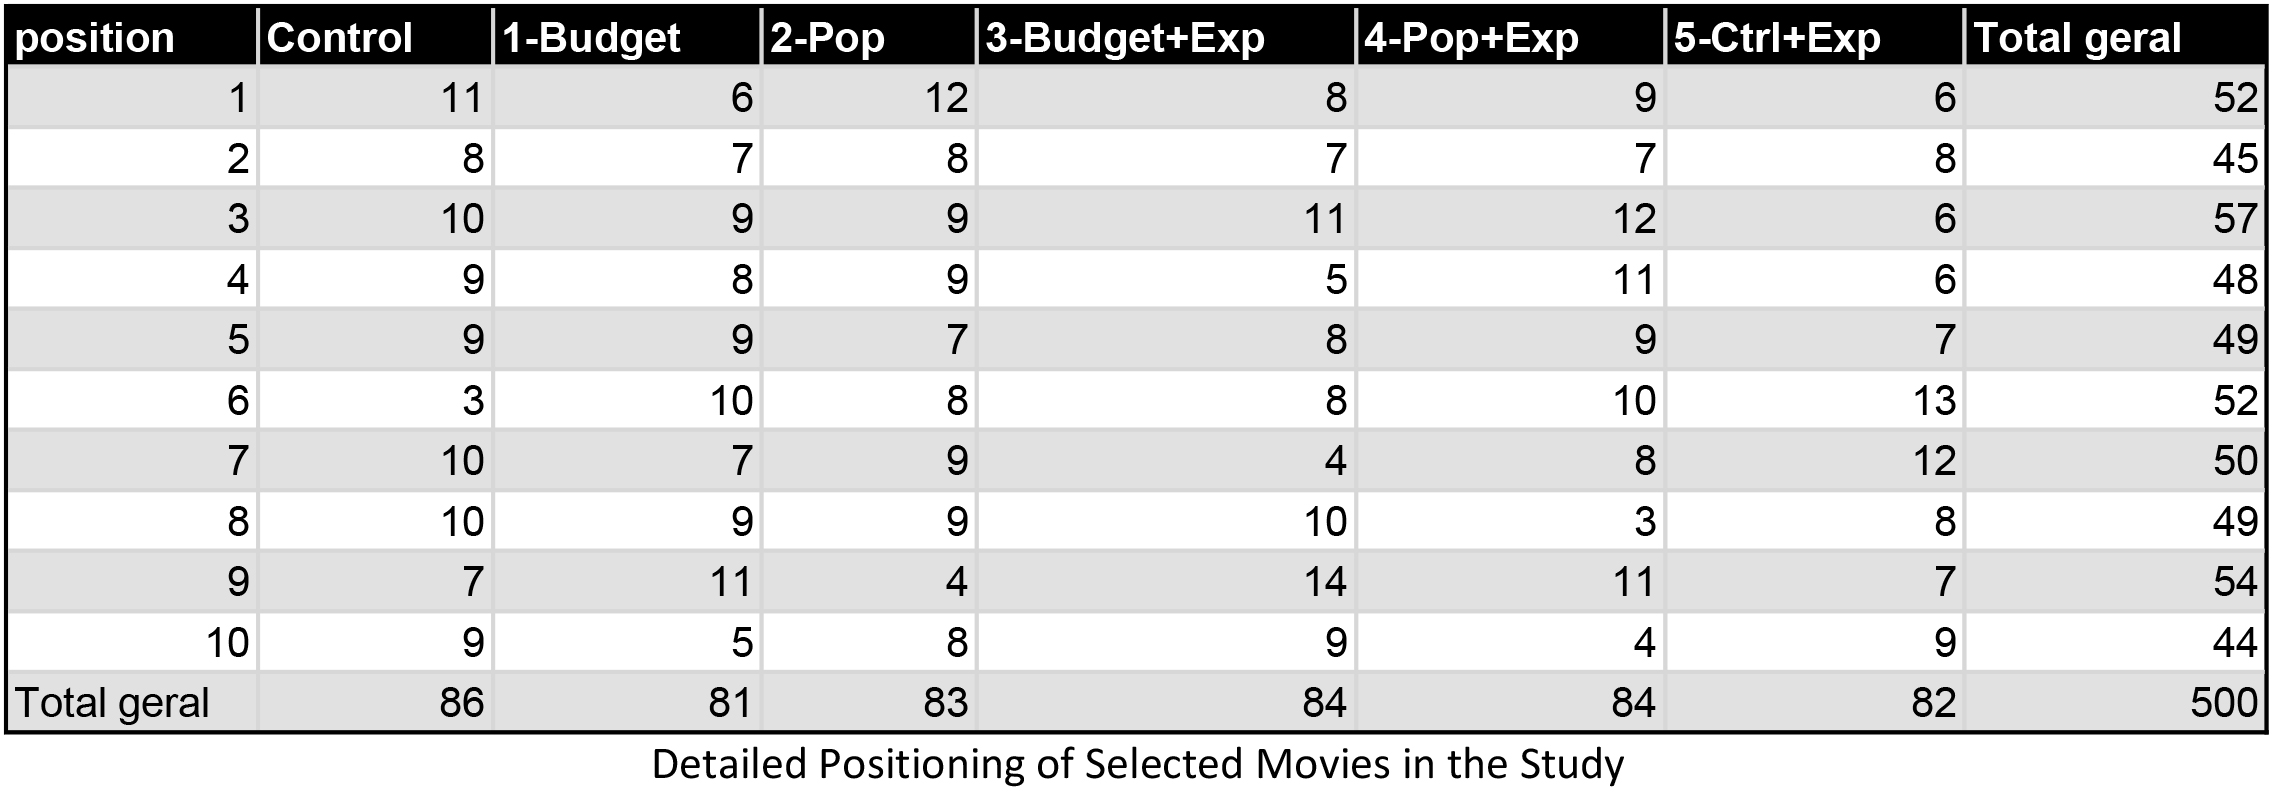 position Control 1-Budget 2-Pop 3-Budget+Exp 4-Pop+Exp 5-Ctrl+Exp Total geral
1 11 6 12 8 9 6 52
2 8 7 8 7 7 8 45
3 10 9 9 11 12 6 57
4 9 8 9 5 11 6 48
5 9 9 7 8 9 7 49
6 3 10 8 8 10 13 52
7 10 7 9 4 8 12 50
8 10 9 9 10 3 8 49
9 7 11 4 14 11 7 54
10 9 5 8 9 4 9 44
Total geral 86 81 83 84 84 82 500
Detailed Positioning of Selected Movies in the Study